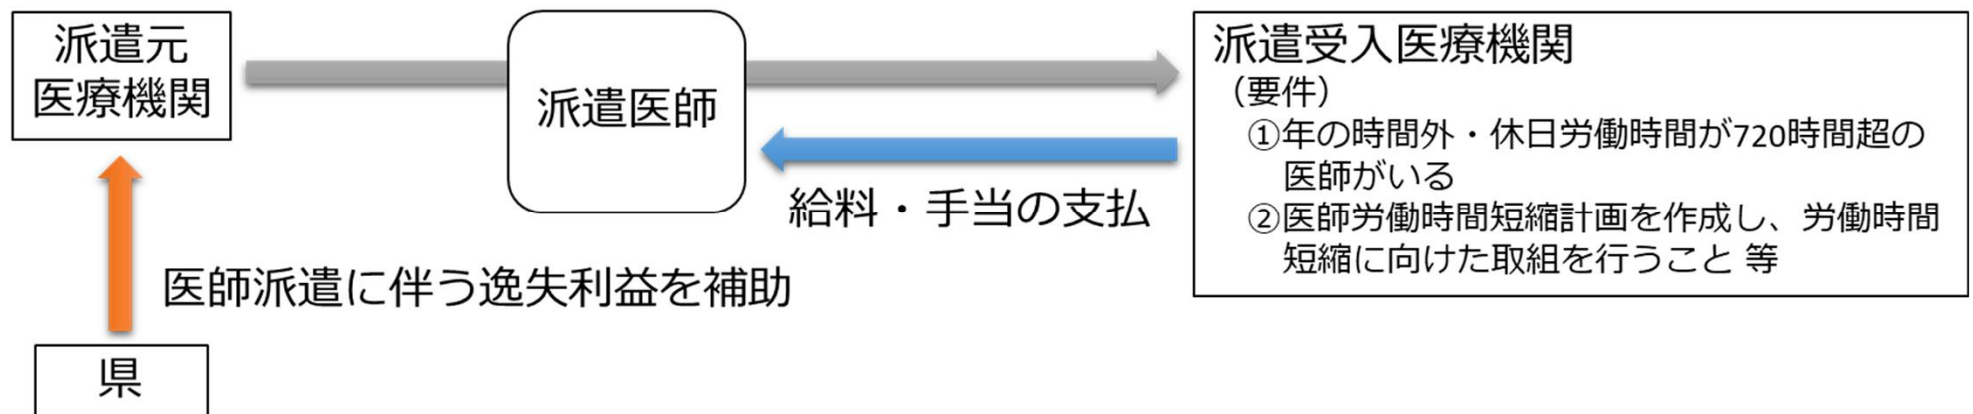 派遣元
医療機関
派遣医師
派遣受入医療機関
（要件）
①年の時間外・休日労働時間が720時間超の
医師がいる
②医師労働時間短縮計画を作成し、労働時間
短縮に向けた取組を行うこと 等
給料・手当の支払
医師派遣に伴う逸失利益を補助
県